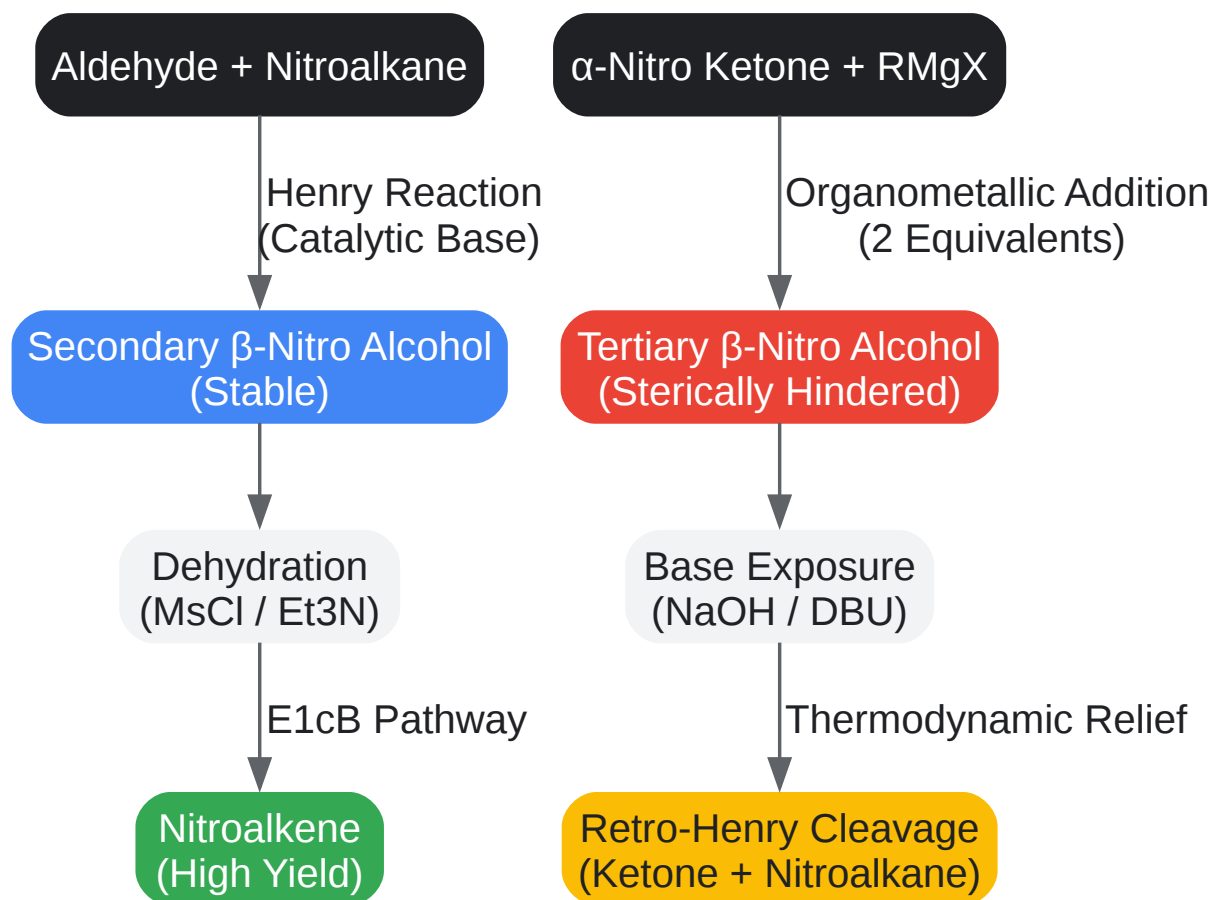 Aldehyde + Nitroalkane
α-Nitro Ketone + RMgX
Henry Reaction
(Catalytic Base)
Organometallic Addition
(2 Equivalents)
Secondary β-Nitro Alcohol
(Stable)
Tertiary β-Nitro Alcohol
(Sterically Hindered)
Dehydration
(MsCl / Et3N)
Base Exposure
(NaOH / DBU)
E1cB Pathway
Thermodynamic Relief
Nitroalkene
(High Yield)
Retro-Henry Cleavage
(Ketone + Nitroalkane)